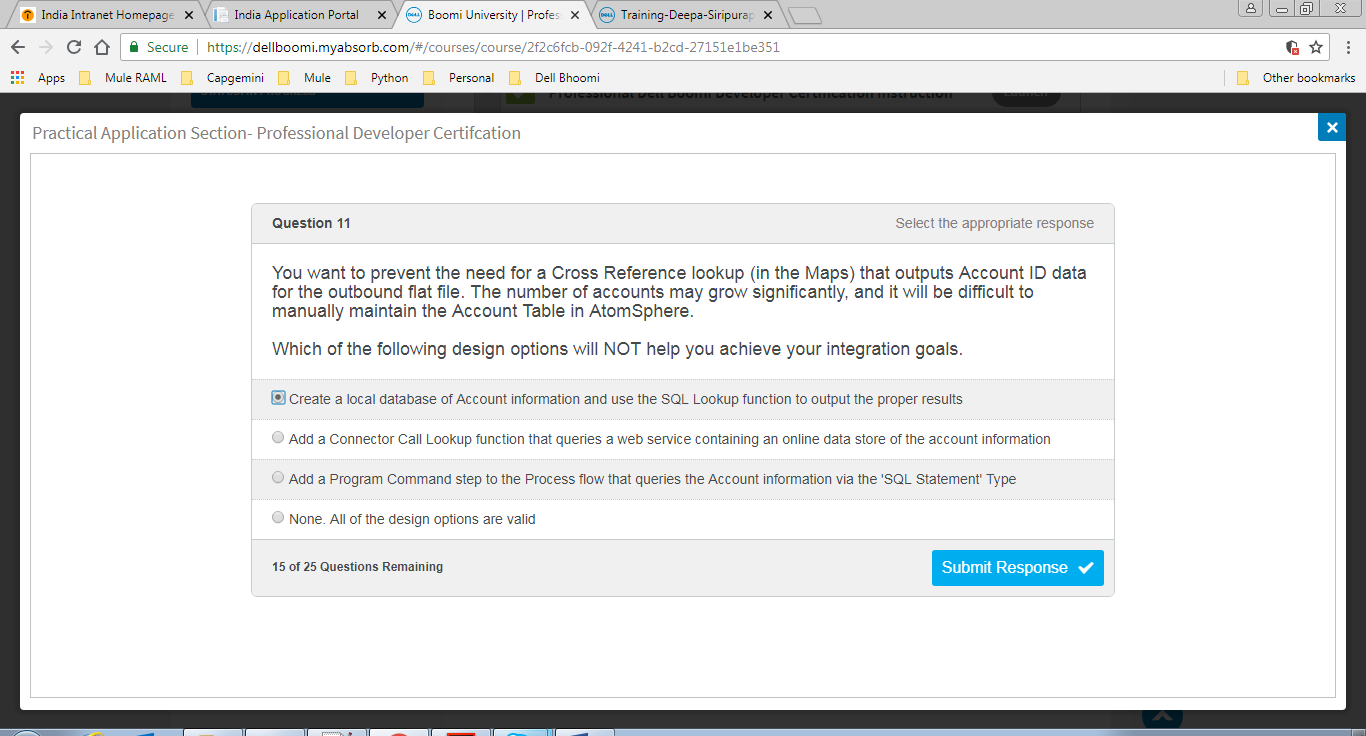 India Intranet Homepage
India Application Portal
Boomi University | Profes
Training-Deepa-Siripurap
Secure
https://dellboomi.myabsorb.com/#/courses/course/2f2c6fcb-092f-4241-b2cd-27151e1be351
Apps
Mule RAML
Capgemini
Mule
Python
Personal
Dell Bhoomi
Other bookmarks
Professional Dell Boomi Developer Certification Instruction
Practical Application Section- Professional Developer Certifcation
Question 11
Select the appropriate response
You want to prevent the need for a Cross Reference lookup (in the Maps) that outputs Account ID data
for the outbound flat file. The number of accounts may grow significantly, and it will be difficult to
manually maintain the Account Table in AtomSphere.
Which of the following design options will NOT help you achieve your integration goals.
Create a local database of Account information and use the SQL Lookup function to output the proper results
Add a Connector Call Lookup function that queries a web service containing an online data store of the account information
Add a Program Command step to the Process flow that queries the Account information via the 'SQL Statement' Type
None. All of the design options are valid
15 of 25 Questions Remaining
Submit Response